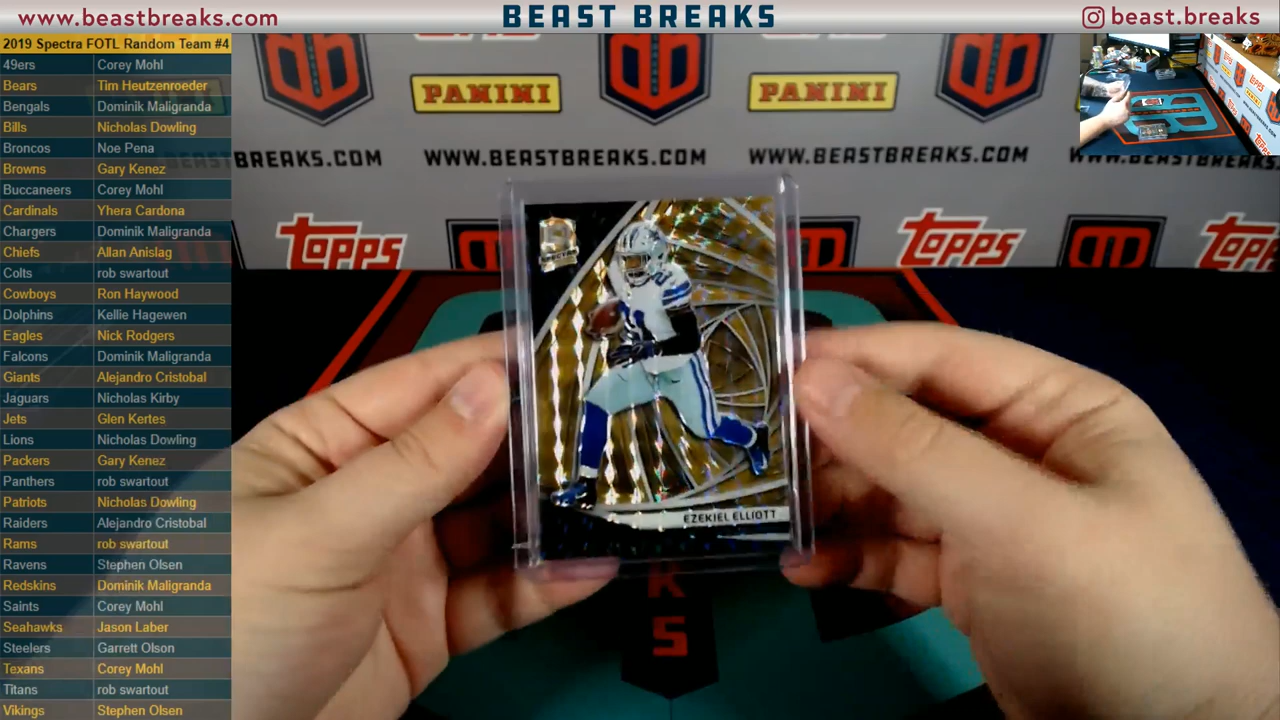 www.beastbreaks.com
BEAST BREAKS
beast.breaks
2019 Spectra FOTL Random Team #4
49ers Corey Mohl
Bears Tim Heutzenroeder
Bengals Dominik Maligranda
Bills Nicholas Dowling
Broncos Noe Pena
Browns Gary Kenez
Buccaneers Corey Mohl
Cardinals Yhera Cardona
Chargers Dominik Maligranda
Chiefs Allan Anislag
Colts rob swartout
Cowboys Ron Haywood
Dolphins Kellie Hagewen
Eagles Nick Rodgers
Falcons Dominik Maligranda
Giants Alejandro Cristobal
Jaguars Nicholas Kirby
Jets Glen Kertes
Lions Nicholas Dowling
Packers Gary Kenez
Panthers rob swartout
Patriots Nicholas Dowling
Raiders Alejandro Cristobal
Rams rob swartout
Ravens Stephen Olsen
Redskins Dominik Maligranda
Saints Corey Mohl
Seahawks Jason Laber
Steelers Garrett Olson
Texans Corey Mohl
Titans rob swartout
Vikings Stephen Olsen
PANINI
PANINI
BREAKS.COM
WWW.BEASTBREAKS.COM
WWW.BEASTBREAKS.COM
topps
topps
topps
SPECTRA
21
EZEKIEL ELLIOTT
K
S